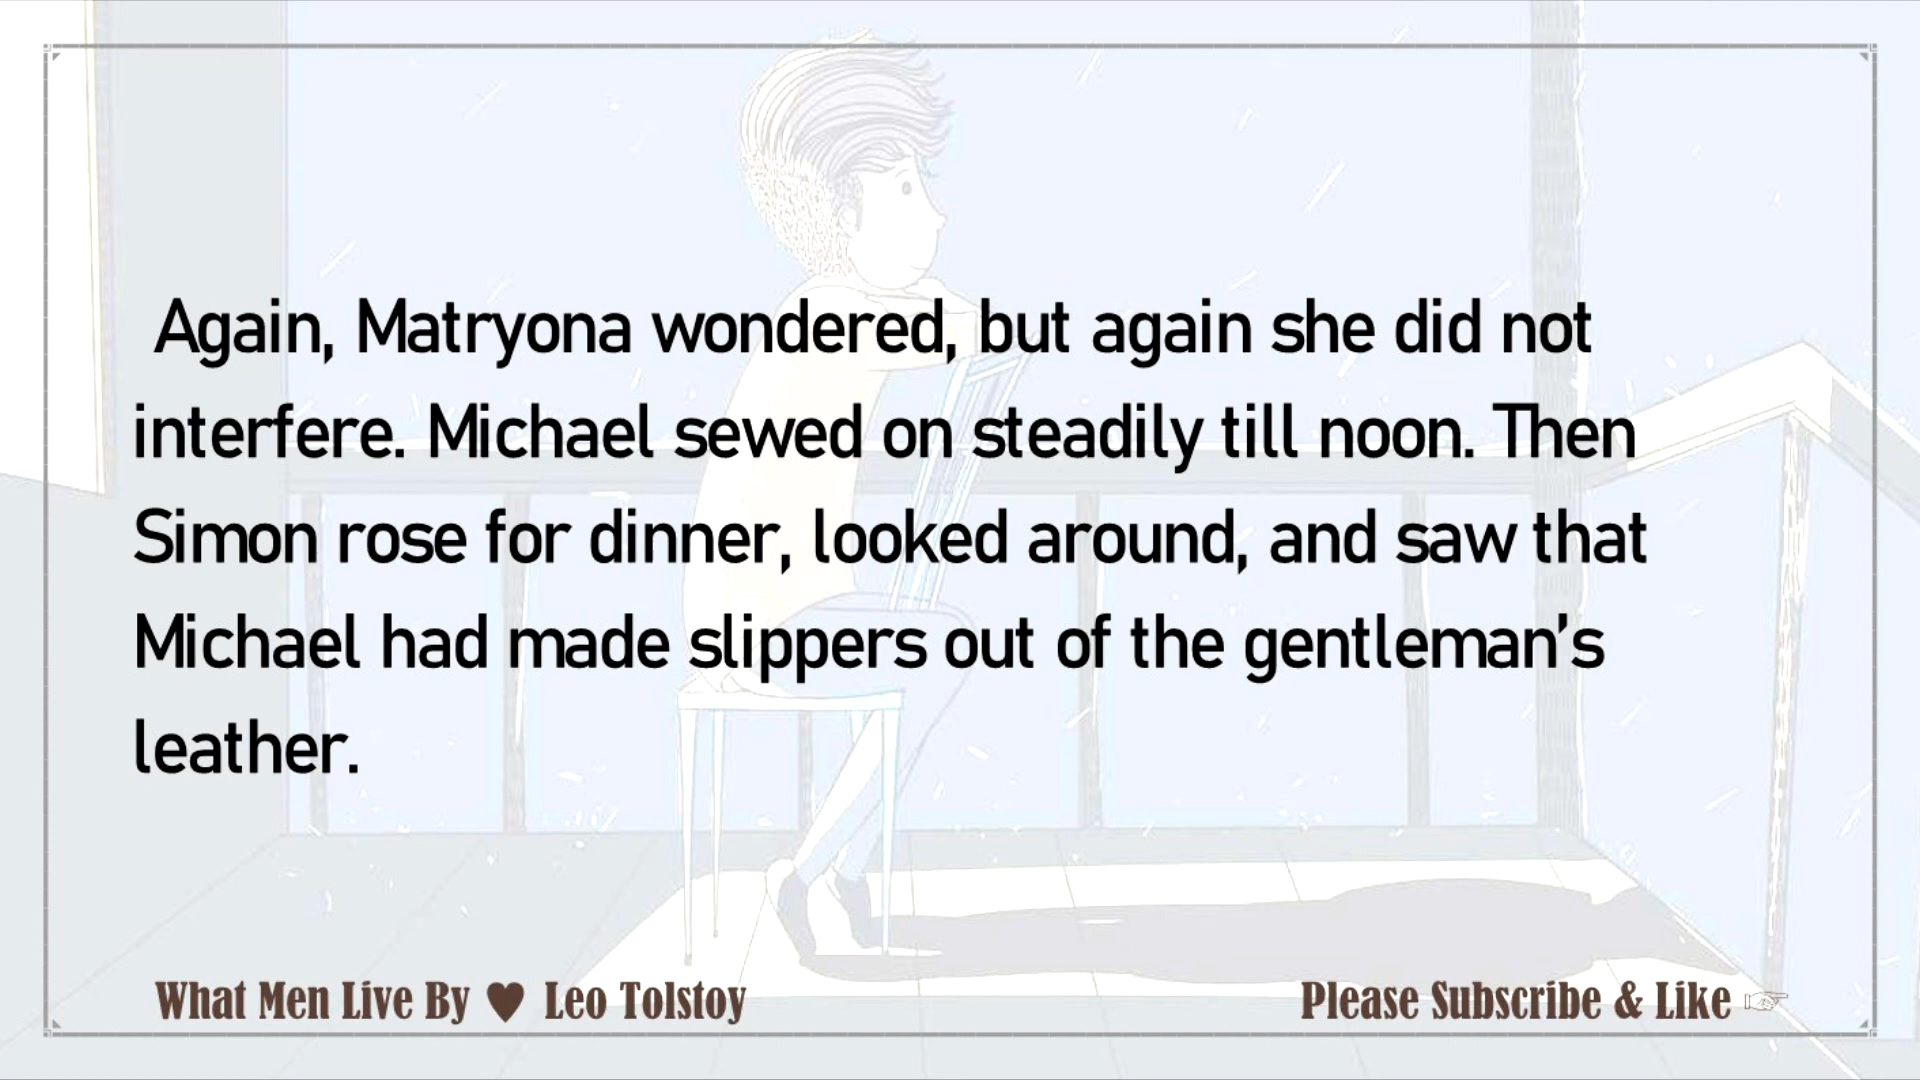 Again, Matryona wondered, but again she did not
interfere. Michael sewed on steadily till noon. Then
Simon rose for dinner, looked around, and saw that
Michael had made slippers out of the gentleman’s
leather.
What Men Live By ♥ Leo Tolstoy
Please Subscribe & Like ☞